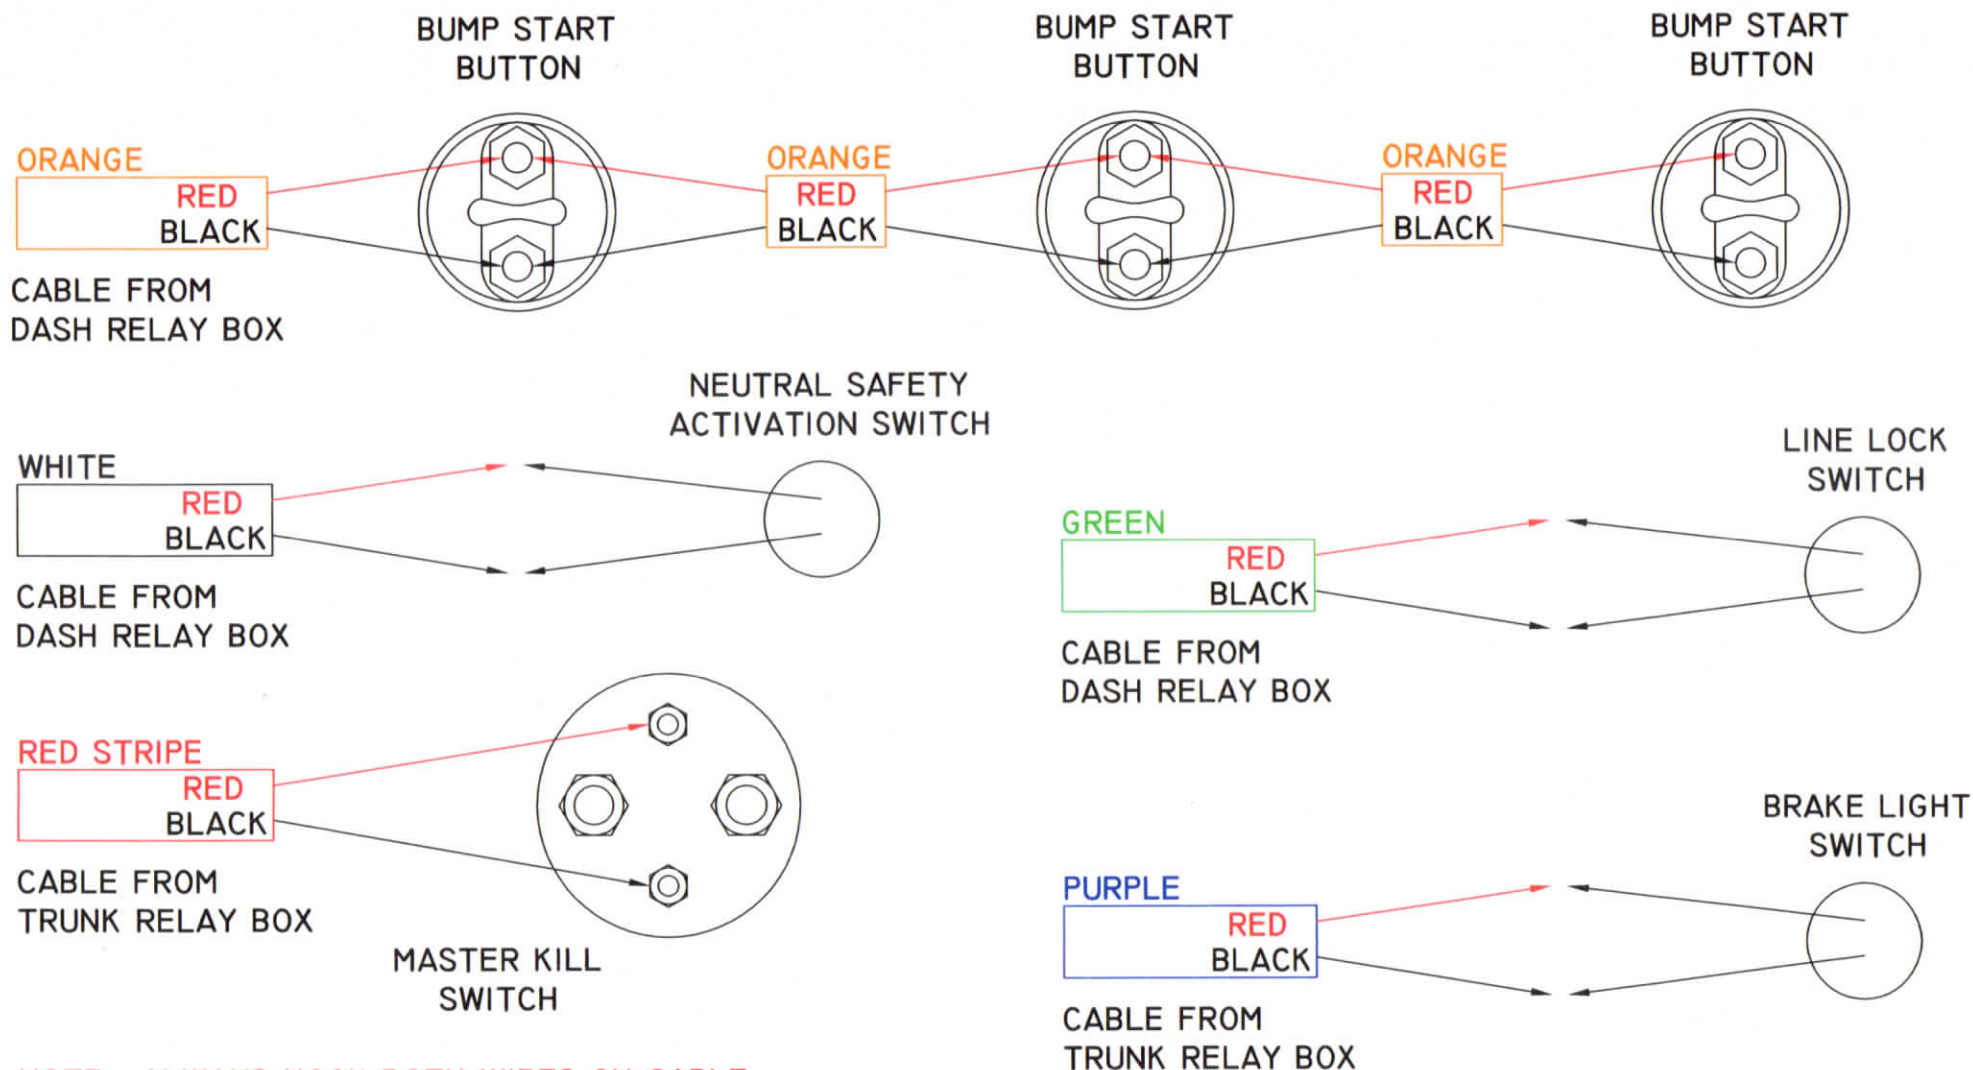 BUMP START
BUTTON
BUMP START
BUTTON
BUMP START
BUTTON
ORANGE
RED
BLACK
CABLE FROM
DASH RELAY BOX
ORANGE
RED
BLACK
ORANGE
RED
BLACK
NEUTRAL SAFETY
ACTIVATION SWITCH
WHITE
RED
BLACK
CABLE FROM
DASH RELAY BOX
LINE LOCK
SWITCH
GREEN
RED
BLACK
CABLE FROM
DASH RELAY BOX
RED STRIPE
RED
BLACK
CABLE FROM
TRUNK RELAY BOX
MASTER KILL
SWITCH
BRAKE LIGHT
SWITCH
PURPLE
RED
BLACK
CABLE FROM
TRUNK RELAY BOX